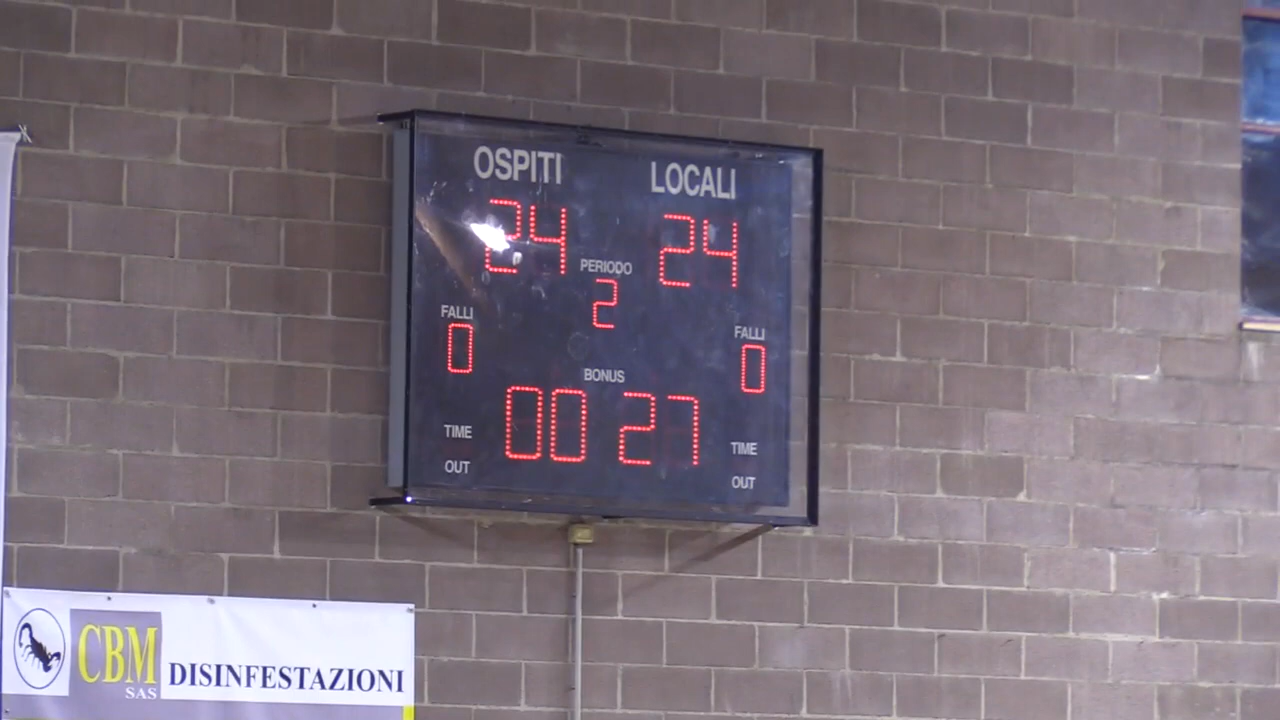 OSPITI LOCALI
24 24
PERIODO
2
FALLI FALLI
0 0
BONUS
00 27
TIME TIME
OUT OUT
CBM
SAS
DISINFESTAZIONI